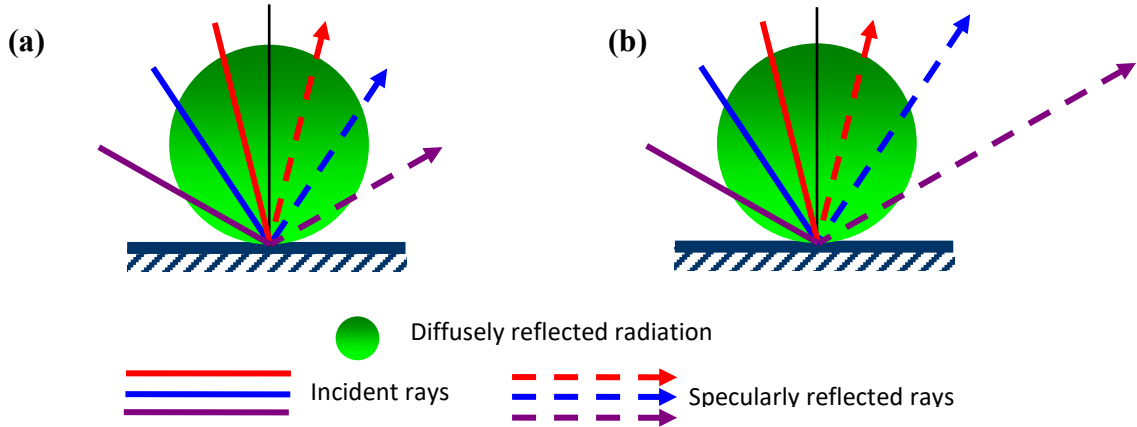 (a)
(b)
Diffusely reflected radiation
Incident rays
Specularly reflected rays